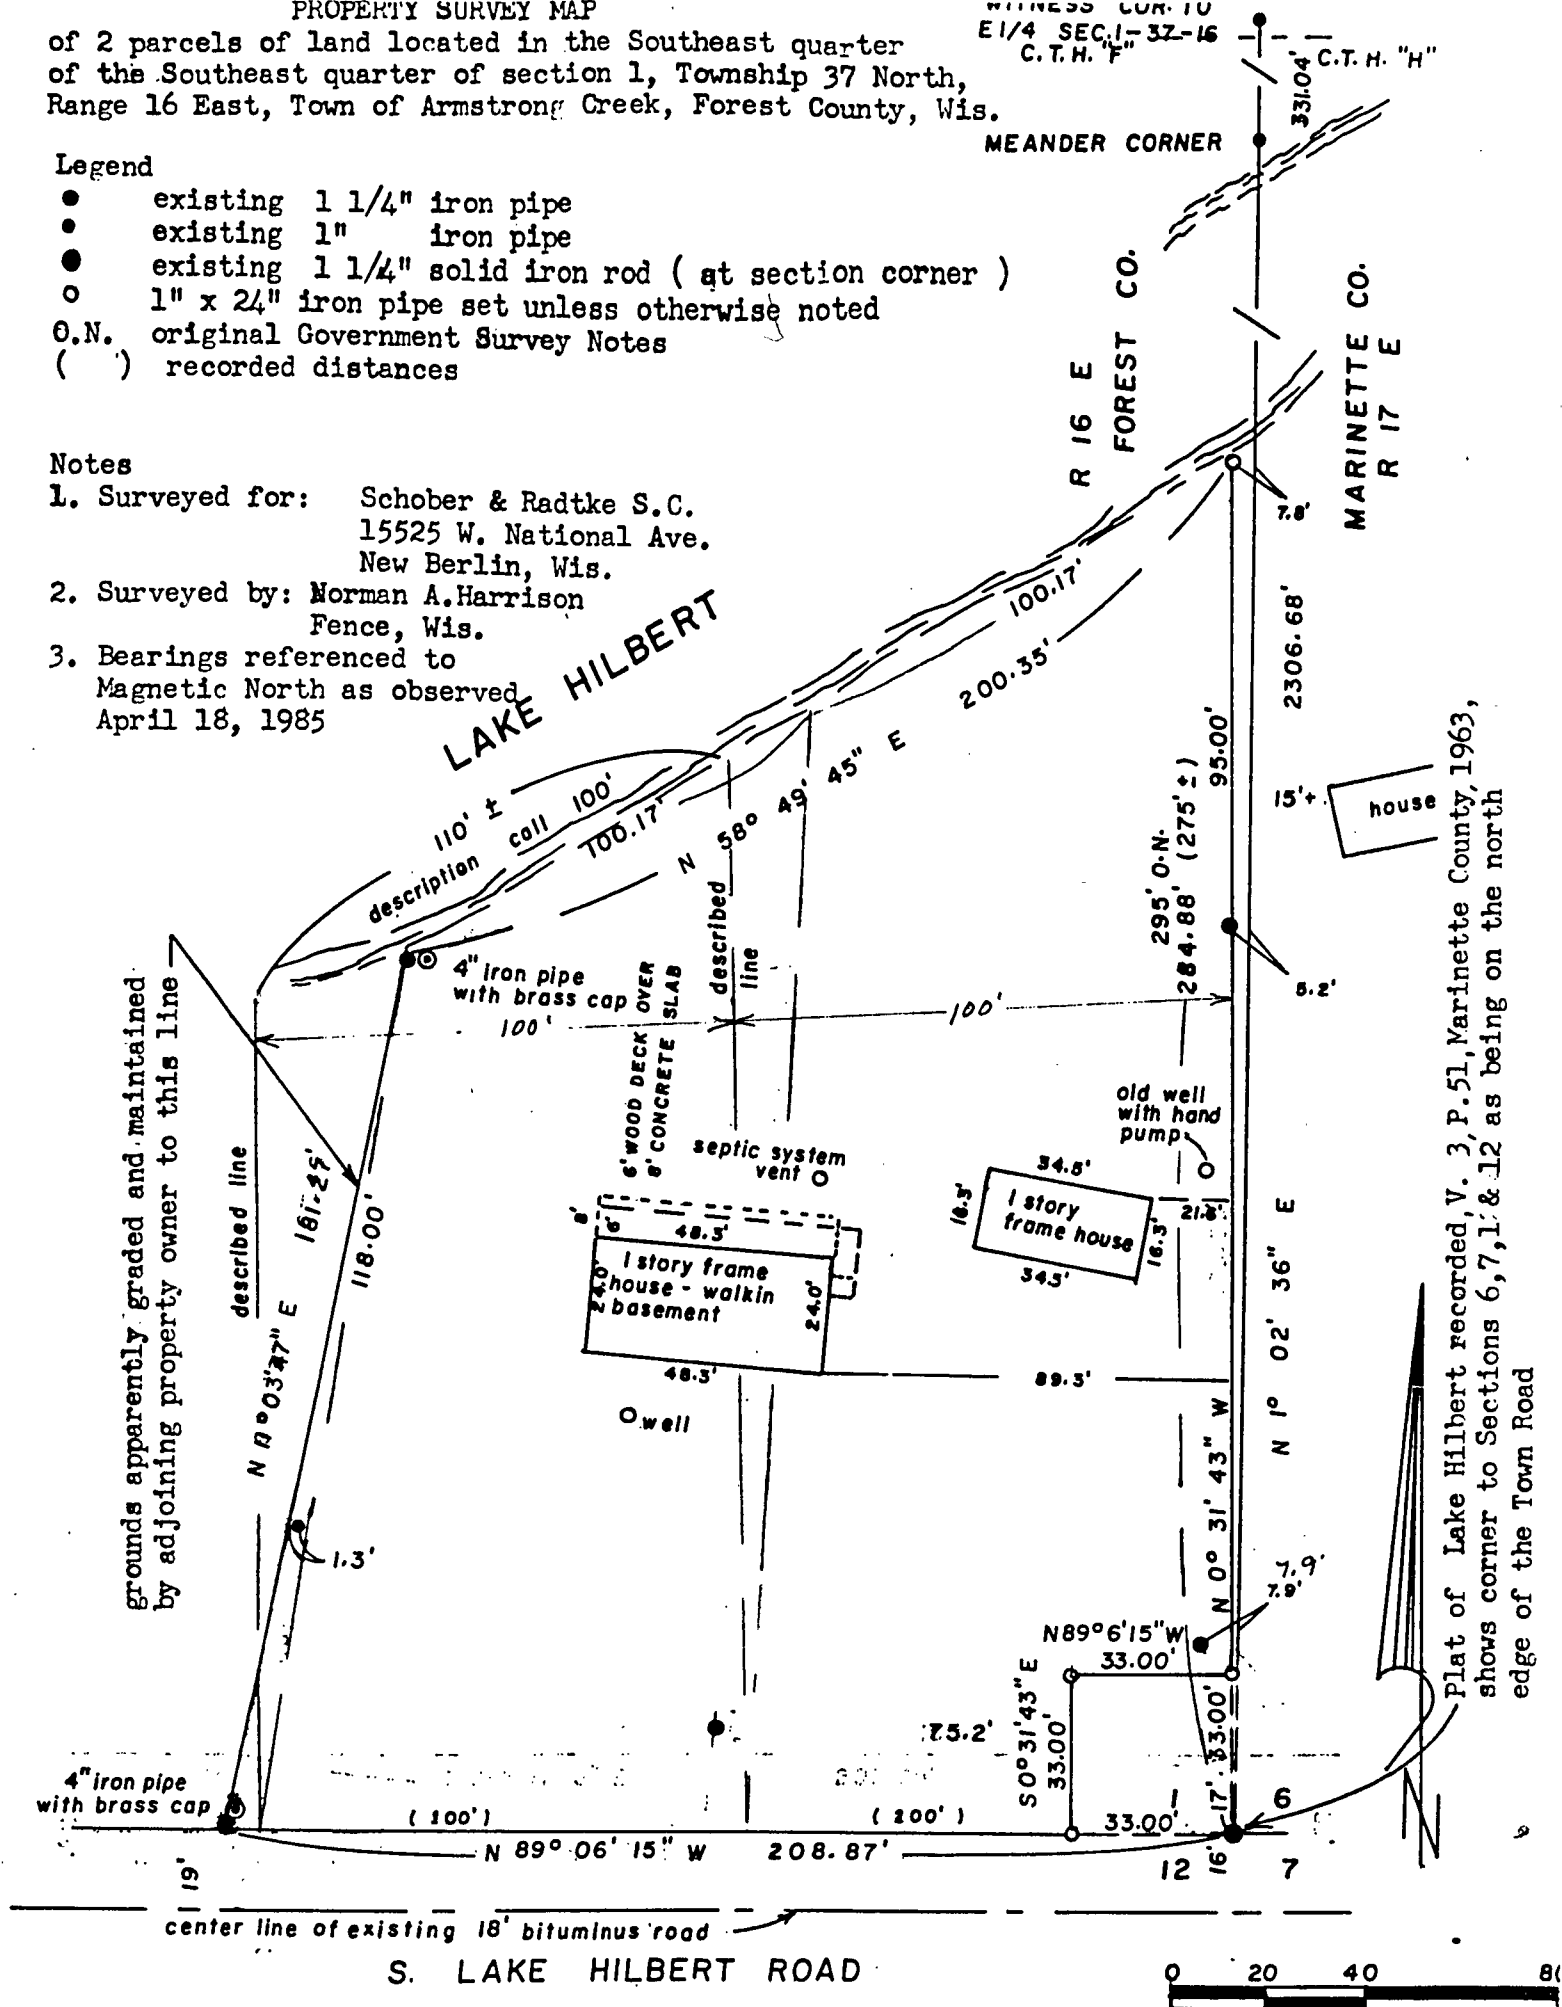 PROPERTY SURVEY MAP
of 2 parcels of land located in the Southeast quarter
of the Southeast quarter of section 1, Township 37 North,
Range 16 East, Town of Armstrong Creek, Forest County, Wis.
WITNESS COR. TO
E 1/4 SEC. 1-37-16
C.T.H. "F"
C.T.H. "H"
331.04'
MEANDER CORNER
Legend
existing 1 1/4" iron pipe
existing 1" iron pipe
existing 1 1/4" solid iron rod ( at section corner )
1" x 24" iron pipe set unless otherwise noted
O.N. original Government Survey Notes
( ) recorded distances
R 16 E
FOREST CO.
MARINETTE CO.
R 17 E
Notes
1. Surveyed for: Schober & Radtke S.C.
15525 W. National Ave.
New Berlin, Wis.
2. Surveyed by: Norman A.Harrison
Fence, Wis.
3. Bearings referenced to
Magnetic North as observed
April 18, 1985
LAKE HILBERT
7.8'
100.17'
200.35'
2306.68'
N 58° 49' 45" E
110' ±
description call 100'
100.17'
95.00'
295' O.N.
284.88' (275' ±)
15'+
house
described
line
4" iron pipe
with brass cap
100'
100'
5.2'
6' WOOD DECK OVER
8' CONCRETE SLAB
grounds apparently graded and maintained
by adjoining property owner to this line
described line
181.29'
118.00'
septic system
vent
old well
with hand
pump
34.5'
16.3'
1 story
frame house
16.3'
34.5'
8'
6'
48.3'
1 story frame
house - walkin
basement
24.0'
24.0'
48.3'
89.3'
well
N 1° 02' 36" E
N 0° 31' 43" W
1.3'
7.9'
7.9'
N89°6'15"W
33.00'
S0°31'43"E
33.00'
33.00'
75.2'
4" iron pipe
with brass cap
(100')
(200')
33.00'
17'
16'
6
12
7
N 89° 06' 15" W 208.87'
19'
center line of existing 18' bituminus road
S. LAKE HILBERT ROAD
Plat of Lake Hilbert recorded, V. 3, P.51, Marinette County, 1963,
shows corner to Sections 6,7,1, & 12 as being on the north
edge of the Town Road
0 20 40